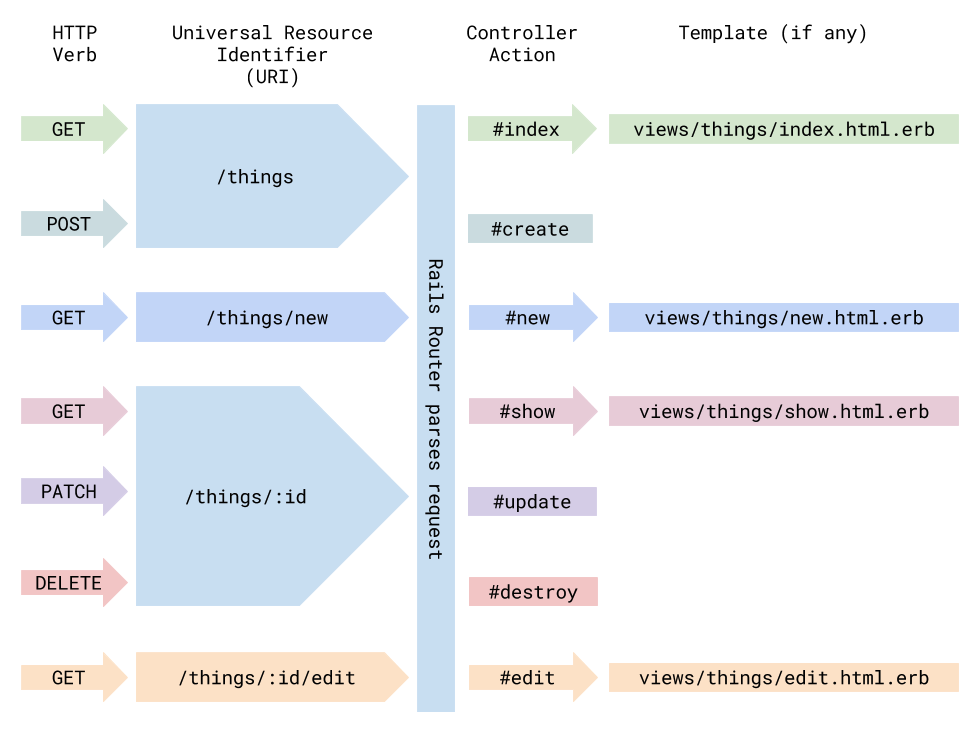 HTTP
Verb
Universal Resource
Identifier
(URI)
Controller
Action
Template (if any)
GET
/things
#index
views/things/index.html.erb
POST
#create
GET
/things/new
#new
views/things/new.html.erb
Rails Router parses request
GET
#show
views/things/show.html.erb
PATCH
/things/:id
#update
DELETE
#destroy
GET
/things/:id/edit
#edit
views/things/edit.html.erb